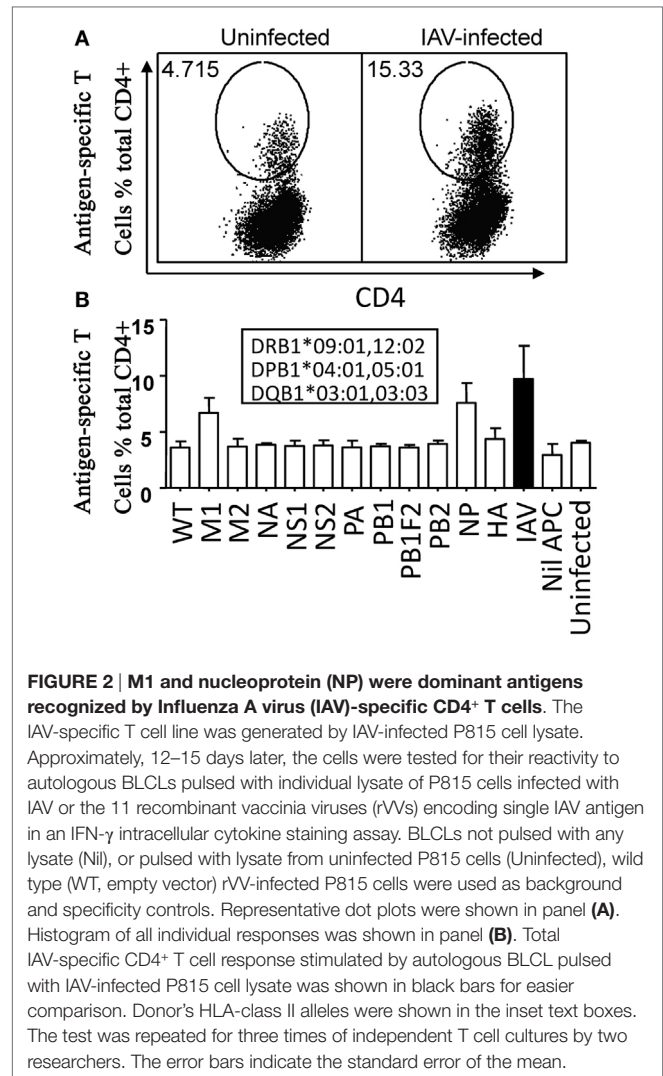 A
Uninfected
IAV-infected
Antigen-specific T
Cells % total CD4+
4.715
15.33
CD4
B
Antigen-specific T
Cells % total CD4+
15
10
5
0
DRB1*09:01,12:02
DPB1*04:01,05:01
DQB1*03:01,03:03
WT
M1
M2
NA
NS1
NS2
PA
PB1
PB1F2
PB2
NP
HA
IAV
Nil APC
Uninfected
FIGURE 2 | M1 and nucleoprotein (NP) were dominant antigens
recognized by Influenza A virus (IAV)-specific CD4⁺ T cells. The
IAV-specific T cell line was generated by IAV-infected P815 cell lysate.
Approximately, 12–15 days later, the cells were tested for their reactivity to
autologous BLCLs pulsed with individual lysate of P815 cells infected with
IAV or the 11 recombinant vaccinia viruses (rVVs) encoding single IAV antigen
in an IFN-γ intracellular cytokine staining assay. BLCLs not pulsed with any
lysate (Nil), or pulsed with lysate from uninfected P815 cells (Uninfected), wild
type (WT, empty vector) rVV-infected P815 cells were used as background
and specificity controls. Representative dot plots were shown in panel (A).
Histogram of all individual responses was shown in panel (B). Total
IAV-specific CD4⁺ T cell response stimulated by autologous BLCL pulsed
with IAV-infected P815 cell lysate was shown in black bars for easier
comparison. Donor's HLA-class II alleles were shown in the inset text boxes.
The test was repeated for three times of independent T cell cultures by two
researchers. The error bars indicate the standard error of the mean.